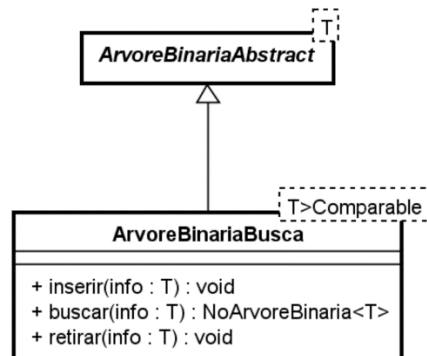 T
ArvoreBinariaAbstract
T>Comparable
ArvoreBinariaBusca
+ inserir(info : T) : void
+ buscar(info : T) : NoArvoreBinaria<T>
+ retirar(info : T) : void